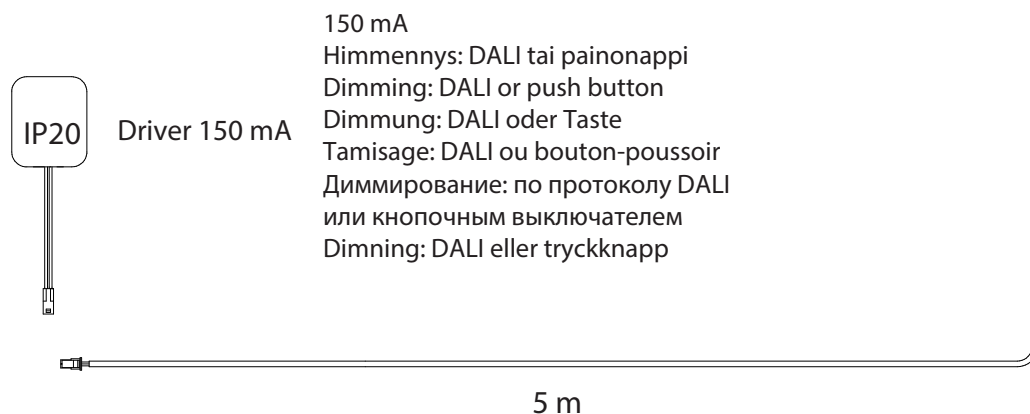 150 mA
Himmennys: DALI tai painonappi
Dimming: DALI or push button
Dimmung: DALI oder Taste
Tamisage: DALI ou bouton-poussoir
Диммирование: по протоколу DALI
или кнопочным выключателем
Dimning: DALI eller tryckknapp
IP20
Driver 150 mA
5 m